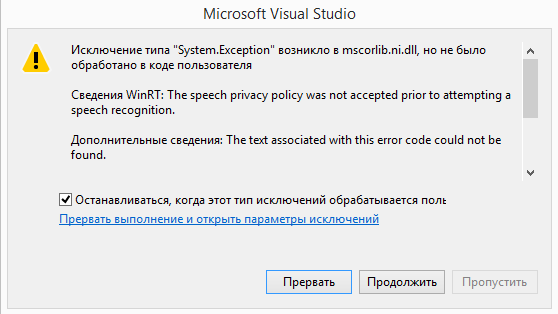 Microsoft Visual Studio
Исключение типа "System.Exception" возникло в mscorlib.ni.dll, но не было
обработано в коде пользователя
Сведения WinRT: The speech privacy policy was not accepted prior to attempting a
speech recognition.
Дополнительные сведения: The text associated with this error code could not be
found.
Останавливаться, когда этот тип исключений обрабатывается поль
Прервать выполнение и открыть параметры исключений
Прервать
Продолжить
Пропустить